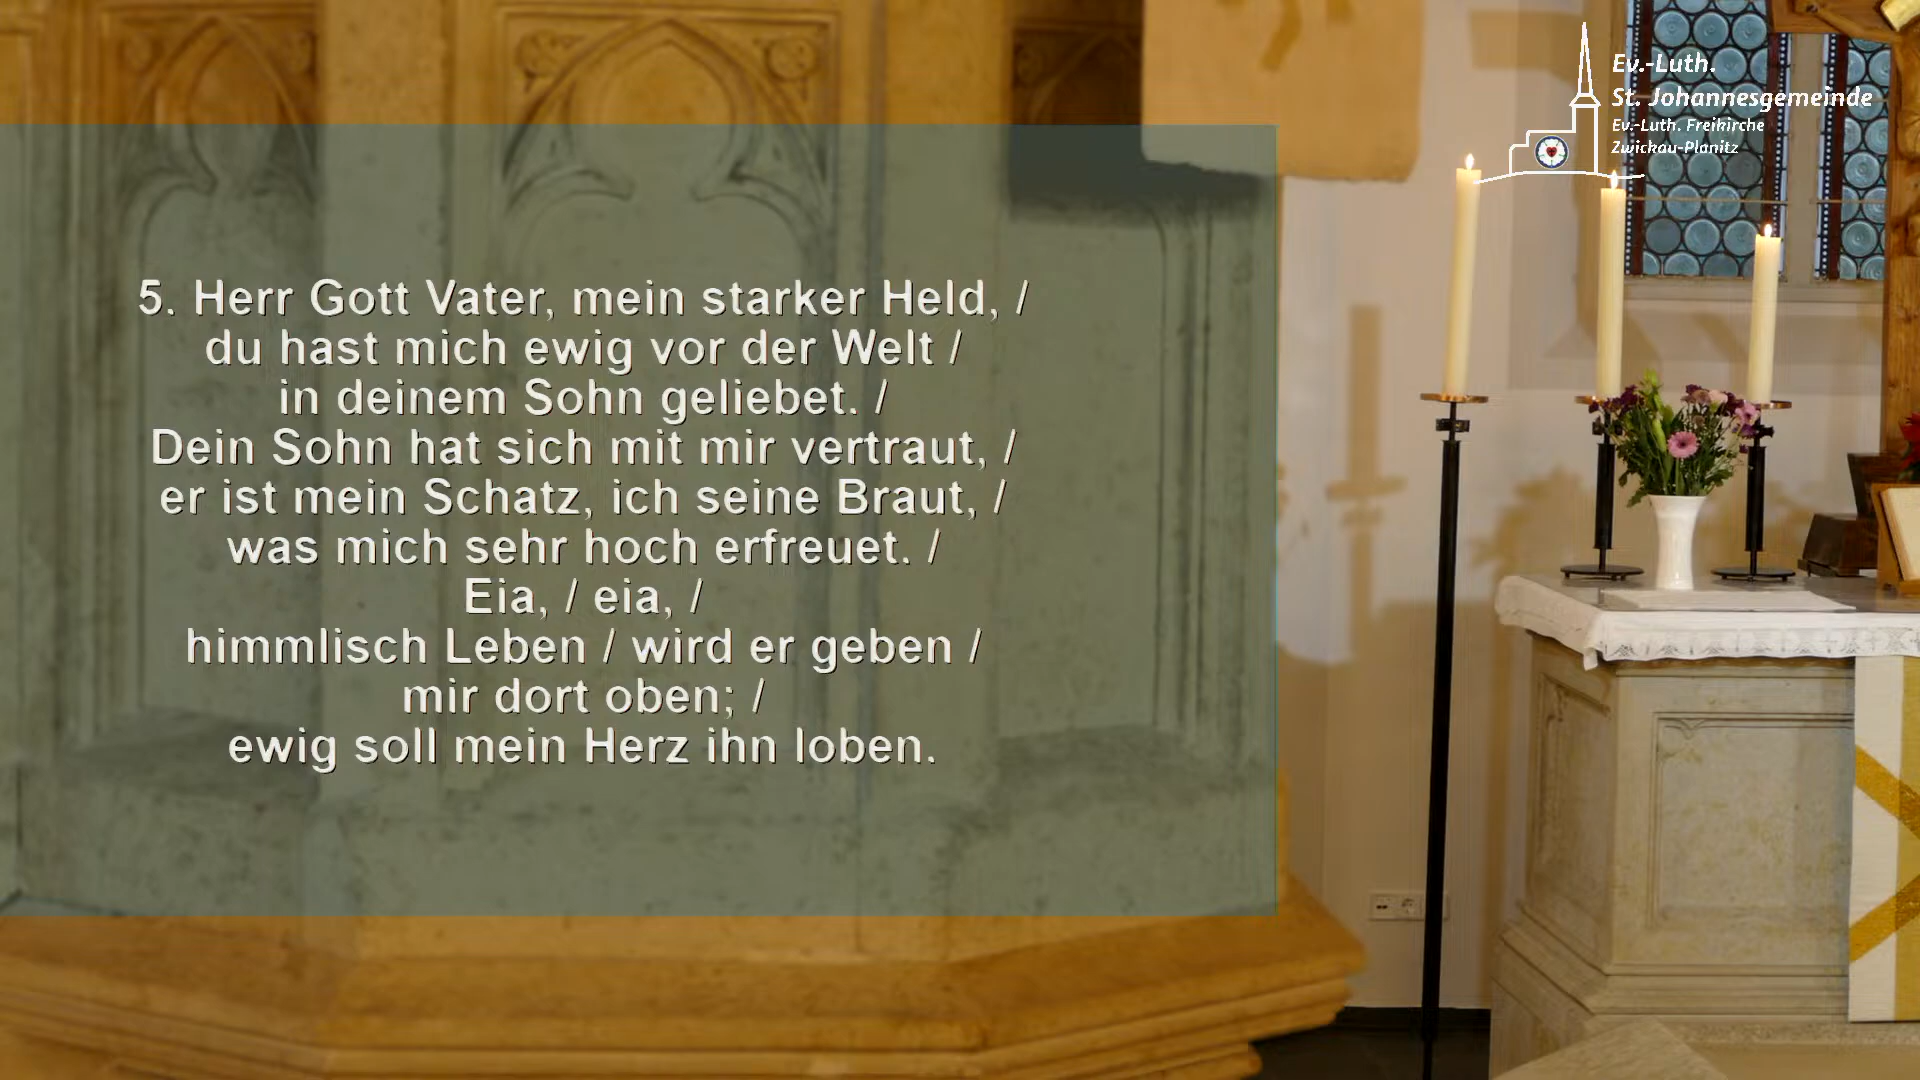 5. Herr Gott Vater, mein starker Held, /
du hast mich ewig vor der Welt /
in deinem Sohn geliebet. /
Dein Sohn hat sich mit mir vertraut, /
er ist mein Schatz, ich seine Braut, /
was mich sehr hoch erfreuet. /
Eia, / eia, /
himmlisch Leben / wird er geben /
mir dort oben; /
ewig soll mein Herz ihn loben.
Ev.-Luth.
St. Johannesgemeinde
Ev.-Luth. Freikirche
Zwickau-Planitz